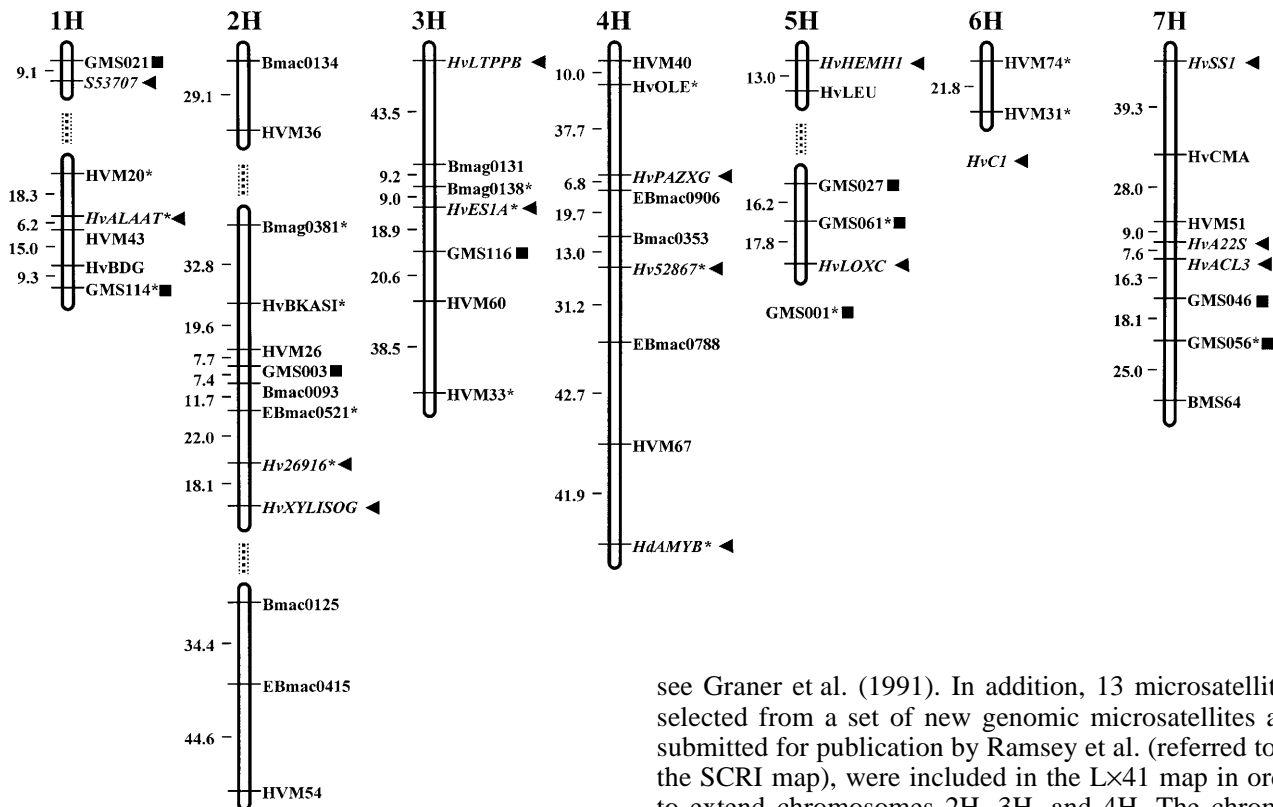 1H
GMS021
9.1
S53707
HVM20*
18.3
HvALAAT*
6.2
HVM43
15.0
HvBDG
9.3
GMS114*
2H
Bmac0134
29.1
HVM36
Bmag0381*
32.8
HvBKASI*
19.6
HVM26
7.7
GMS003
7.4
Bmac0093
11.7
EBmac0521*
22.0
Hv26916*
18.1
HvXYLISOG
Bmac0125
34.4
EBmac0415
44.6
HVM54
3H
HvLTPPB
43.5
Bmag0131
9.2
Bmag0138*
9.0
HvES1A*
18.9
GMS116
20.6
HVM60
38.5
HVM33*
4H
HVM40
10.0
HvOLE*
37.7
HvPAZXG
6.8
EBmac0906
19.7
Bmac0353
13.0
Hv52867*
31.2
EBmac0788
42.7
HVM67
41.9
HdAMYB*
5H
HvHEMH1
13.0
HvLEU
GMS027
16.2
GMS061*
17.8
HvLOXC
GMS001*
6H
HVM74*
21.8
HVM31*
HvC1
7H
HvSS1
39.3
HvCMA
28.0
HVM51
9.0
HvA22S
7.6
HvACL3
16.3
GMS046
18.1
GMS056*
25.0
BMS64
see Graner et al. (1991). In addition, 13 microsatellit
selected from a set of new genomic microsatellites a
submitted for publication by Ramsey et al. (referred to
the SCRI map), were included in the L×41 map in ord
to extend chromosomes 2H, 3H, and 4H. The chrom